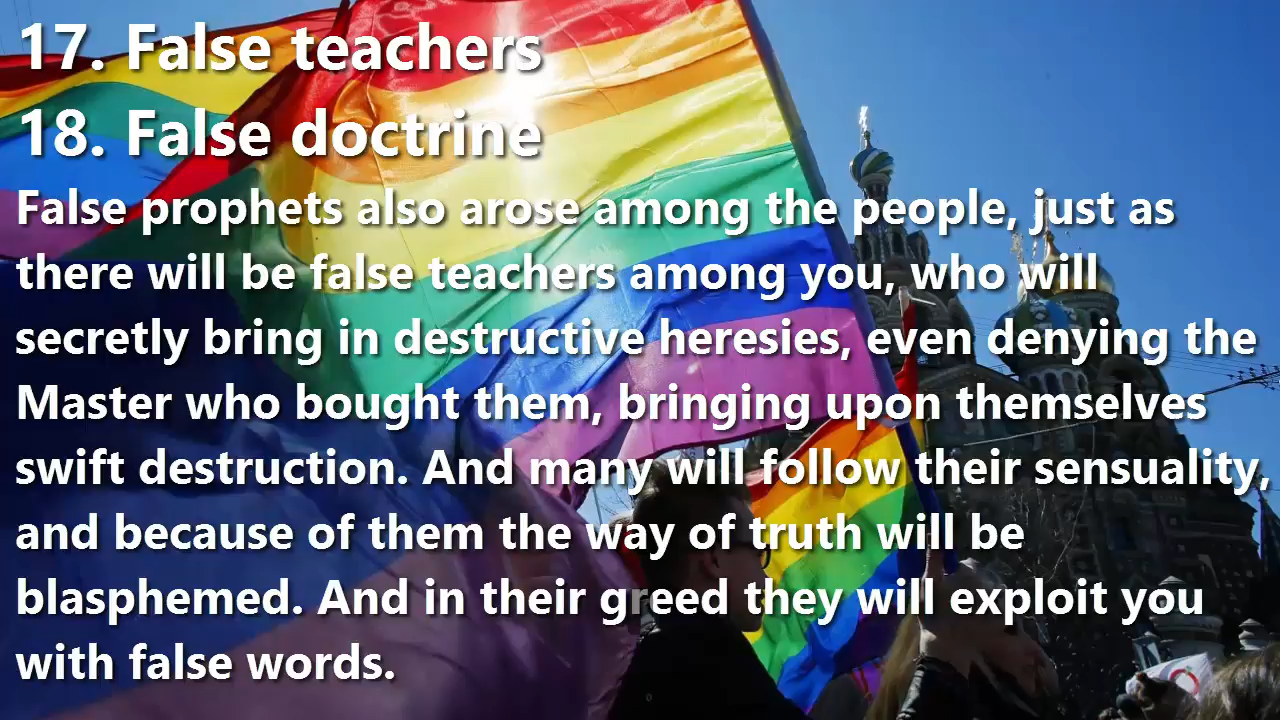 17. False teachers
18. False doctrine
False prophets also arose among the people, just as
there will be false teachers among you, who will
secretly bring in destructive heresies, even denying the
Master who bought them, bringing upon themselves
swift destruction. And many will follow their sensuality,
and because of them the way of truth will be
blasphemed. And in their greed they will exploit you
with false words.